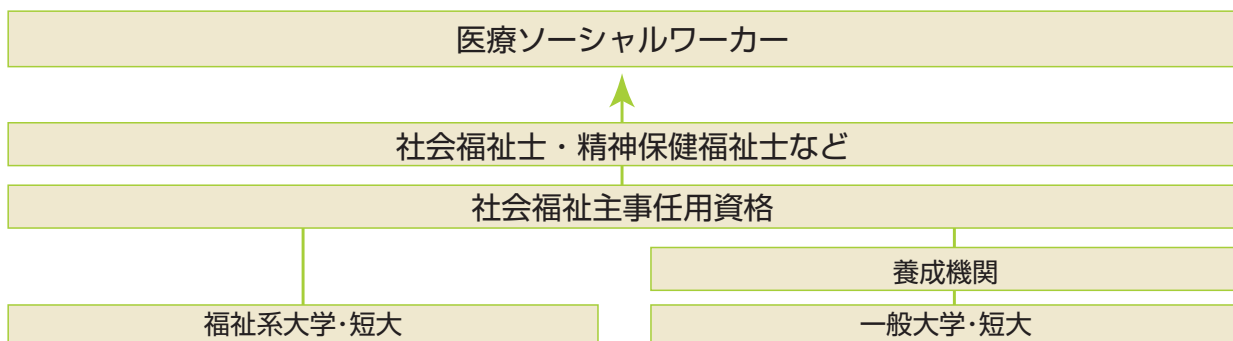 医療ソーシャルワーカー
社会福祉士・精神保健福祉士など
社会福祉主事任用資格
養成機関
福祉系大学･短大
一般大学･短大